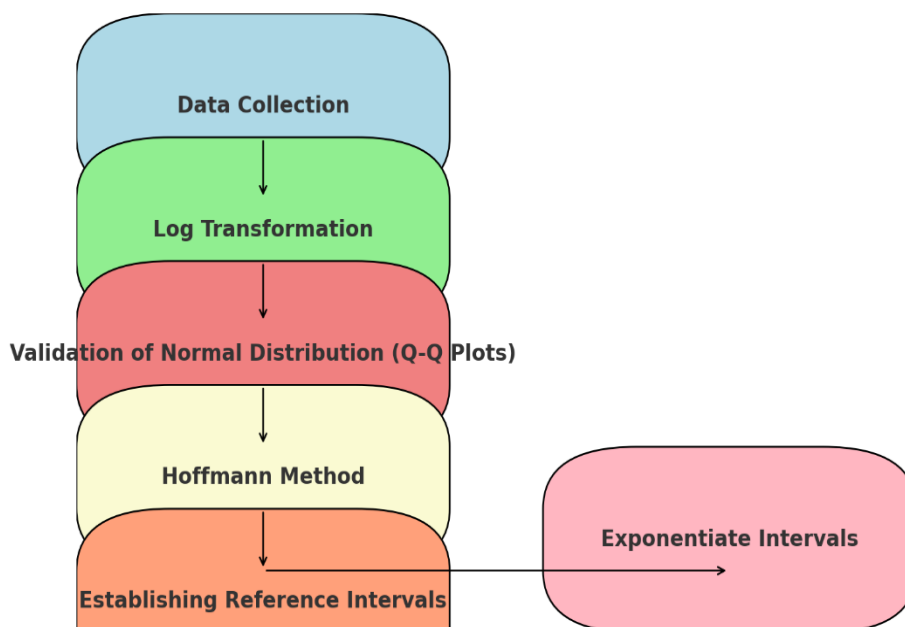 Data Collection
Log Transformation
Validation of Normal Distribution (Q-Q Plots)
Hoffmann Method
Exponentiate Intervals
Establishing Reference Intervals